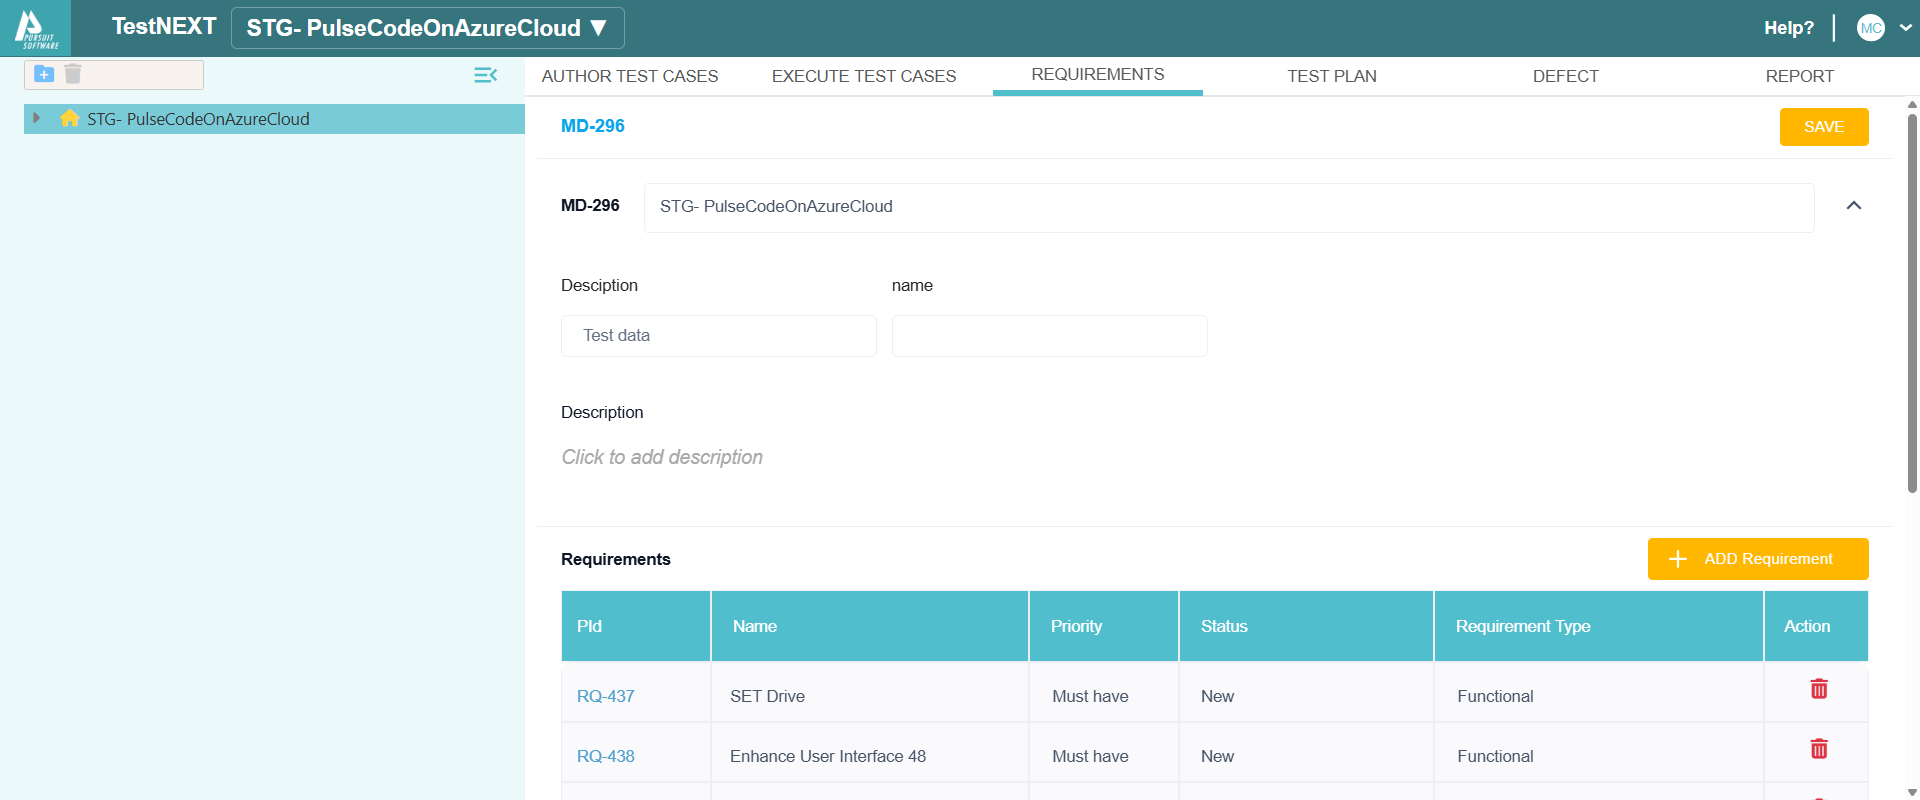 PURSUIT
SOFTWARE
TestNEXT
STG- PulseCodeOnAzureCloud ▼
Help?
MC
STG- PulseCodeOnAzureCloud
AUTHOR TEST CASES
EXECUTE TEST CASES
REQUIREMENTS
TEST PLAN
DEFECT
REPORT
MD-296
SAVE
MD-296
STG- PulseCodeOnAzureCloud
Desciption
name
Test data
Description
Click to add description
Requirements
ADD Requirement
PId Name Priority Status Requirement Type Action
RQ-437 SET Drive Must have New Functional
RQ-438 Enhance User Interface 48 Must have New Functional